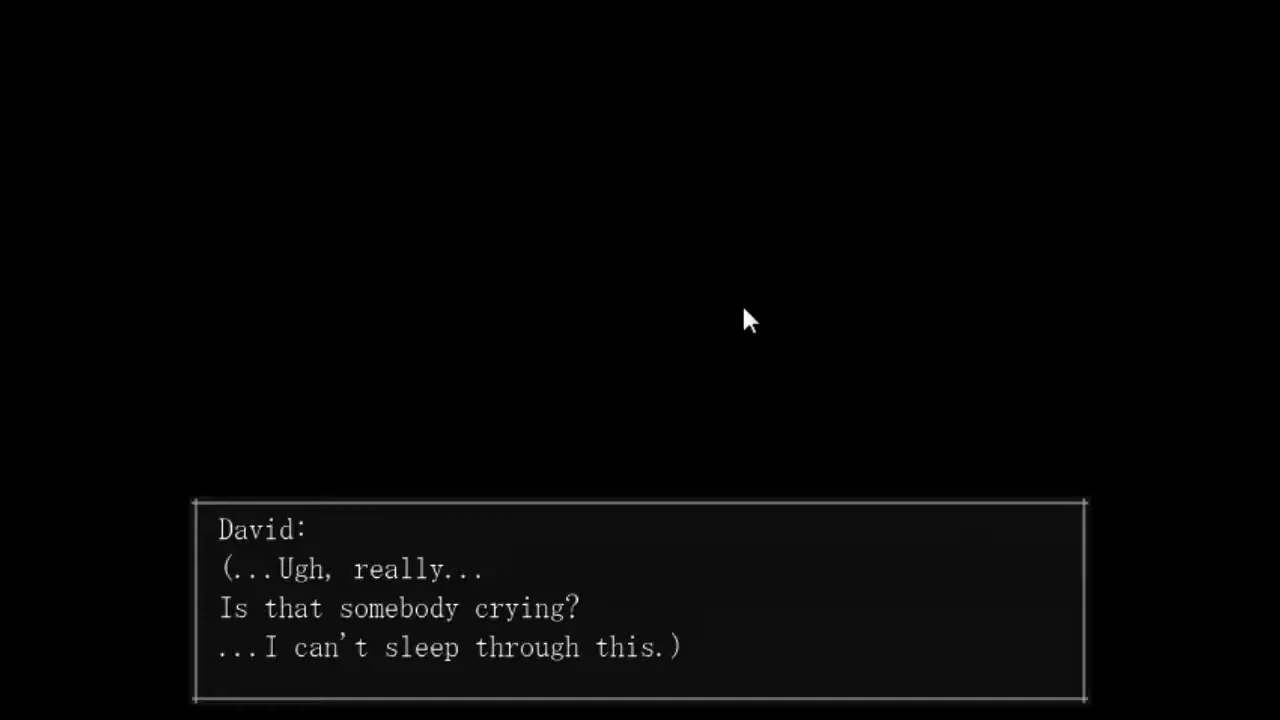 David:
(...Ugh, really...
Is that somebody crying?
...I can't sleep through this.)